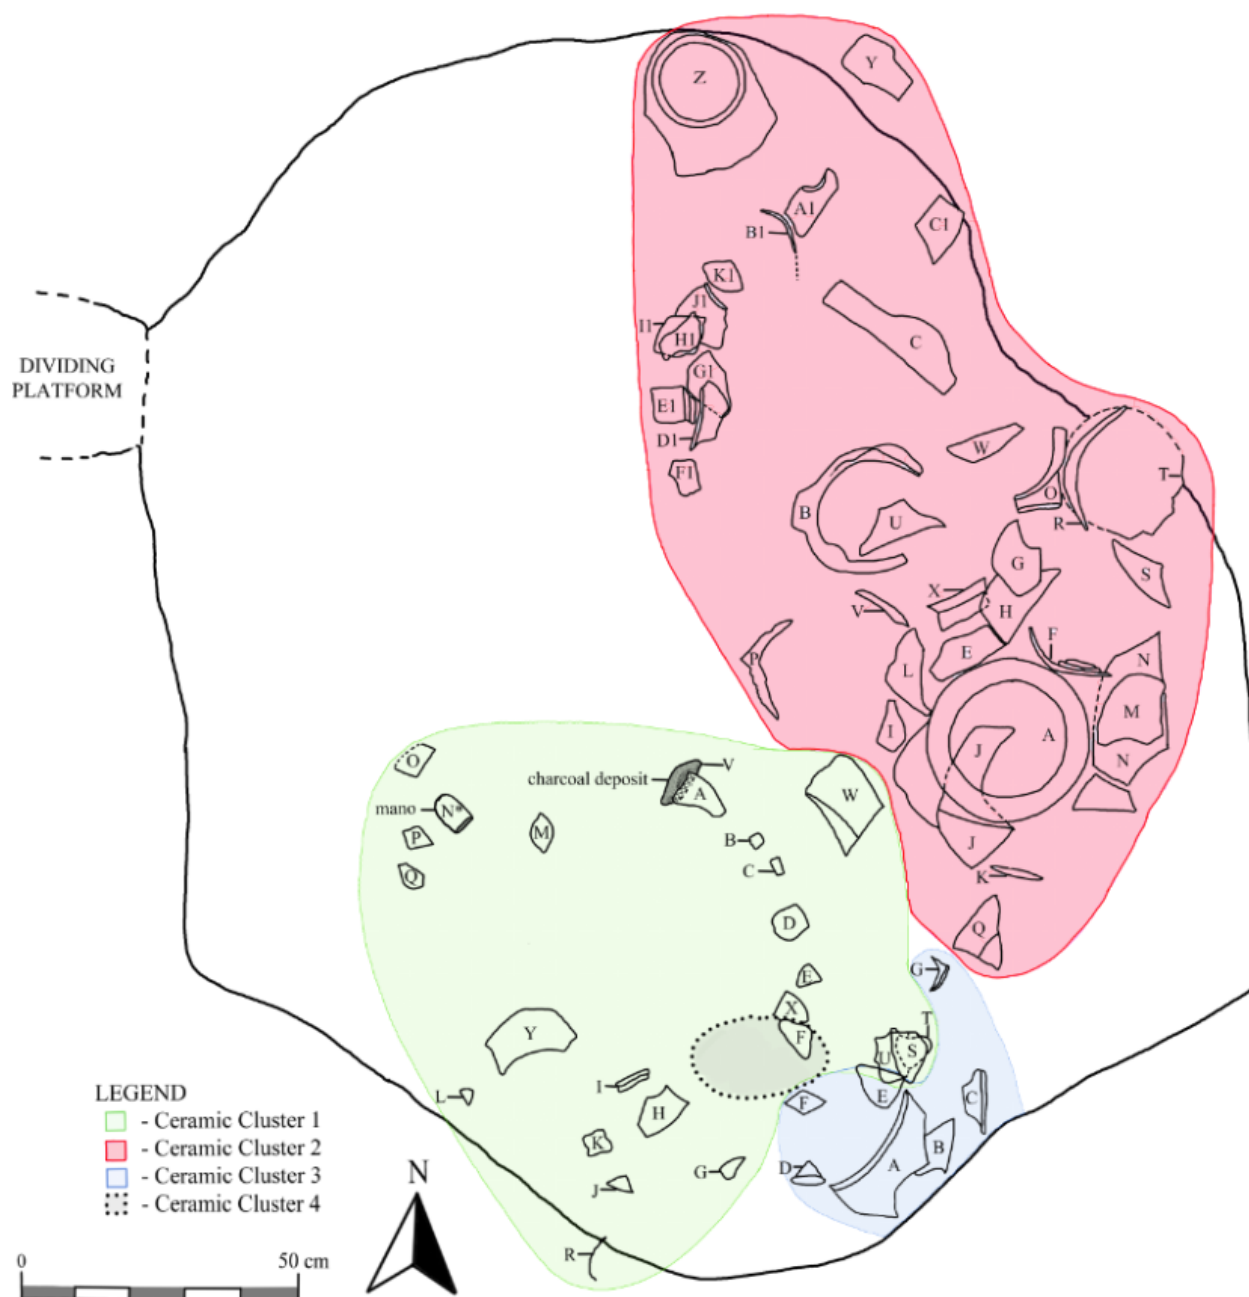 Z
Y
A1
B1
C1
K1
J1
I1
H1
C
G1
E1
D1
F1
DIVIDING
PLATFORM
W
O
T
R
B
U
G
S
X
H
V
F
E
P
L
N
M
I
A
J
N
J
K
Q
O
charcoal deposit
V
A
W
mano
N*
P
M
B
Q
C
D
E
X
F
Y
I
H
L
K
G
J
R
T
U
S
G
E
F
C
B
A
D
LEGEND
- Ceramic Cluster 1
- Ceramic Cluster 2
- Ceramic Cluster 3
- Ceramic Cluster 4
N
0
50 cm